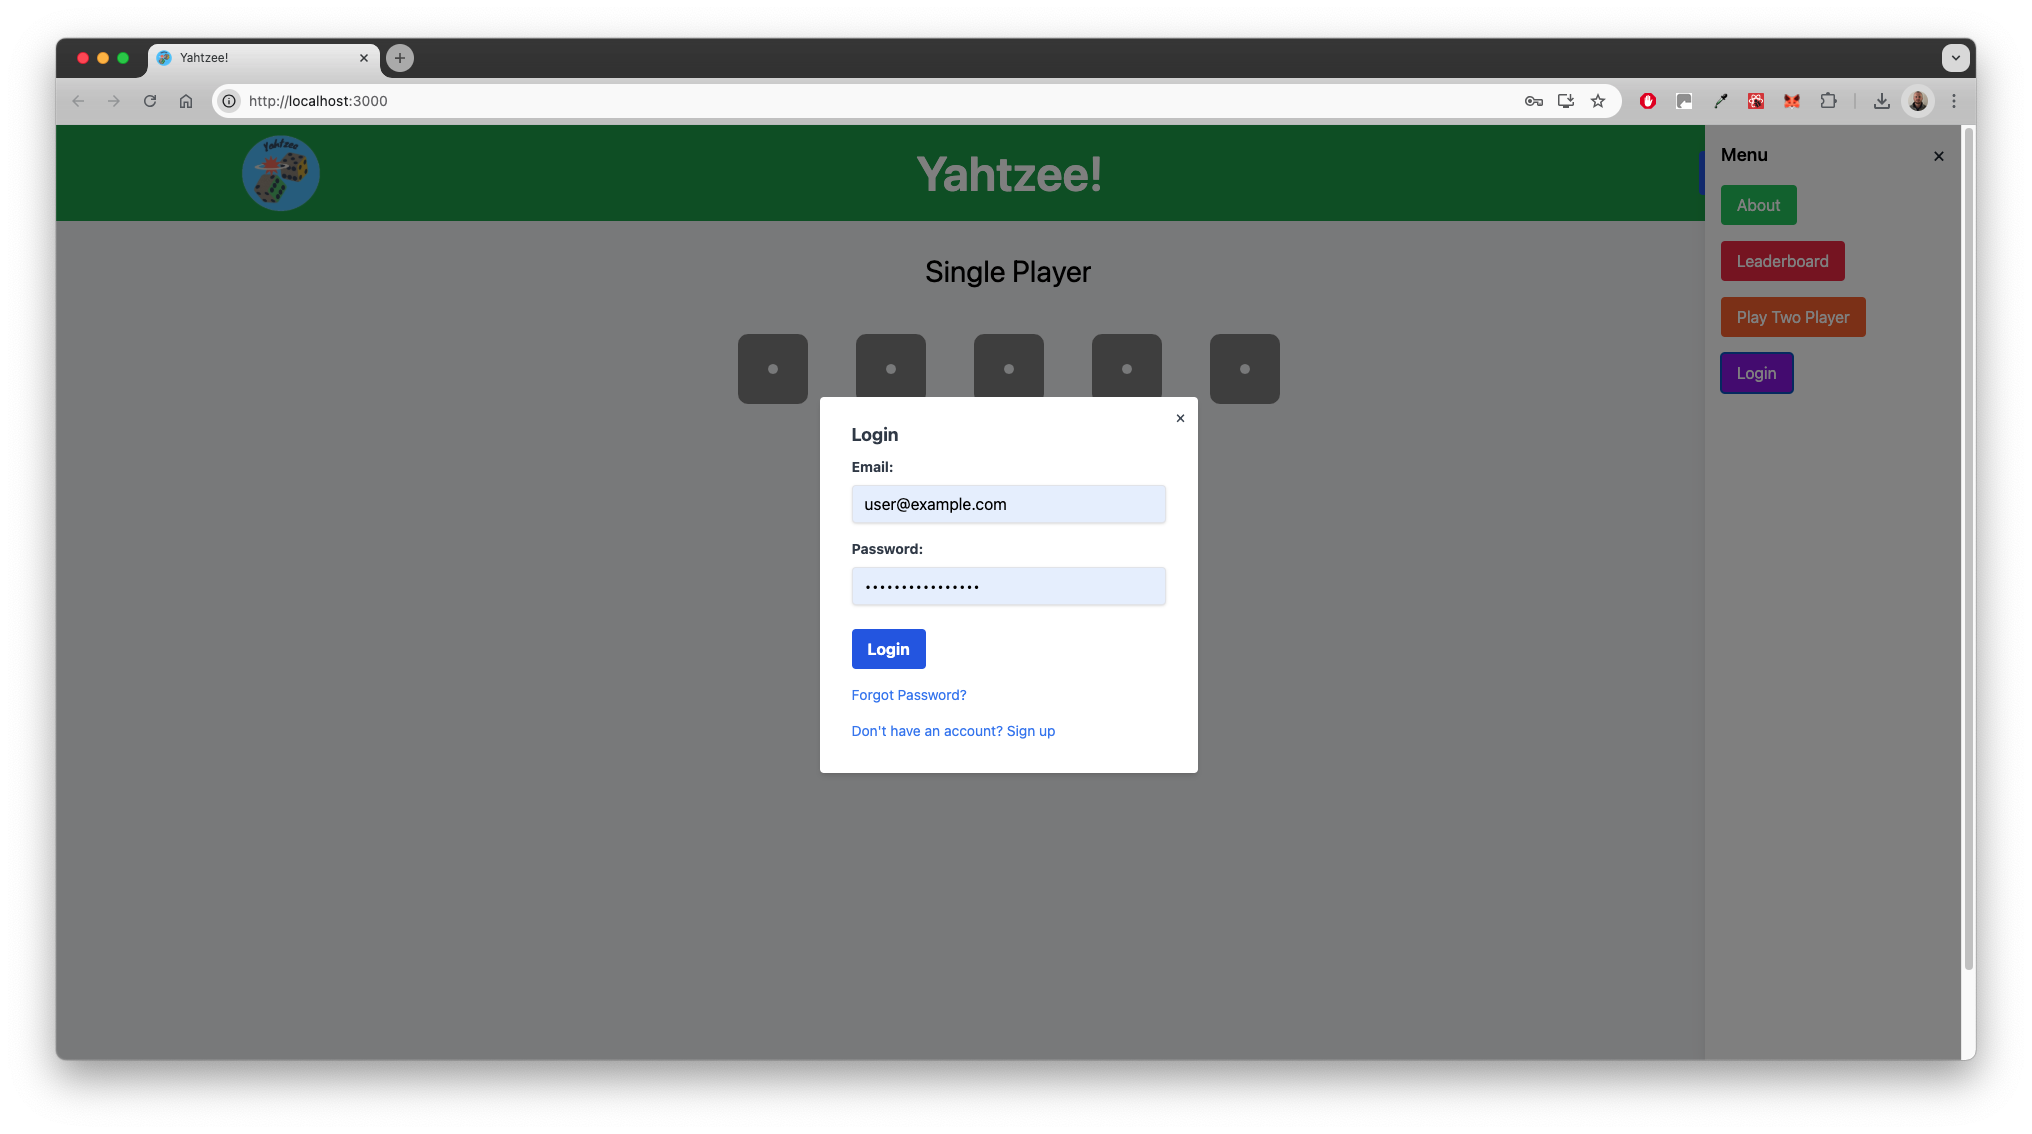 Yahtzee!
http://localhost:3000
Yahtzee
Yahtzee!
Menu
About
Single Player
Leaderboard
Play Two Player
Login
Login
Email:
user@example.com
Password:
••••••••••••••••
Login
Forgot Password?
Don't have an account? Sign up